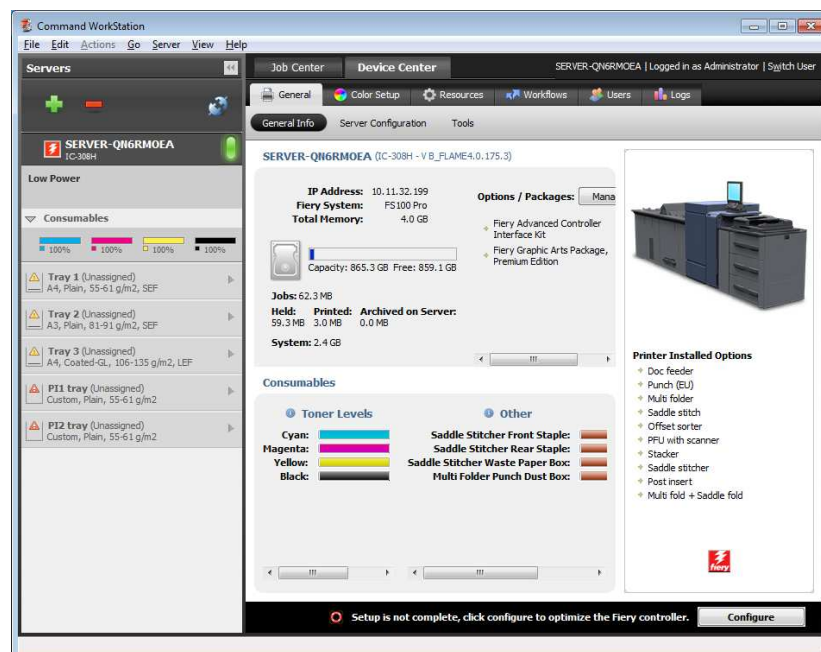 Command WorkStation
File Edit Actions Go Server View Help
Servers
SERVER-QN6RMOEA
IC-308H
Low Power
Consumables
100% 100% 100% 100%
Tray 1 (Unassigned)
A4, Plain, 55-61 g/m2, SEF
Tray 2 (Unassigned)
A3, Plain, 81-91 g/m2, SEF
Tray 3 (Unassigned)
A4, Coated-GL, 106-135 g/m2, LEF
PI1 tray (Unassigned)
Custom, Plain, 55-61 g/m2
PI2 tray (Unassigned)
Custom, Plain, 55-61 g/m2
Job Center Device Center SERVER-QN6RMOEA | Logged in as Administrator | Switch User
General Color Setup Resources Workflows Users Logs
General Info Server Configuration Tools
SERVER-QN6RMOEA (IC-308H - V B_FLAME4.0.175.3)
IP Address: 10.11.32.199
Fiery System: FS100 Pro
Total Memory: 4.0 GB
Capacity: 865.3 GB Free: 859.1 GB
Jobs: 62.3 MB
Held: Printed: Archived on Server:
59.3 MB 3.0 MB 0.0 MB
System: 2.4 GB
Options / Packages: Mana
Fiery Advanced Controller
Interface Kit
Fiery Graphic Arts Package,
Premium Edition
Consumables
Toner Levels
Cyan:
Magenta:
Yellow:
Black:
Other
Saddle Stitcher Front Staple:
Saddle Stitcher Rear Staple:
Saddle Stitcher Waste Paper Box:
Multi Folder Punch Dust Box:
Printer Installed Options
Doc feeder
Punch (EU)
Multi folder
Saddle stitch
Offset sorter
PFU with scanner
Stacker
Saddle stitcher
Post insert
Multi fold + Saddle fold
fiery
Setup is not complete, click configure to optimize the Fiery controller. Configure